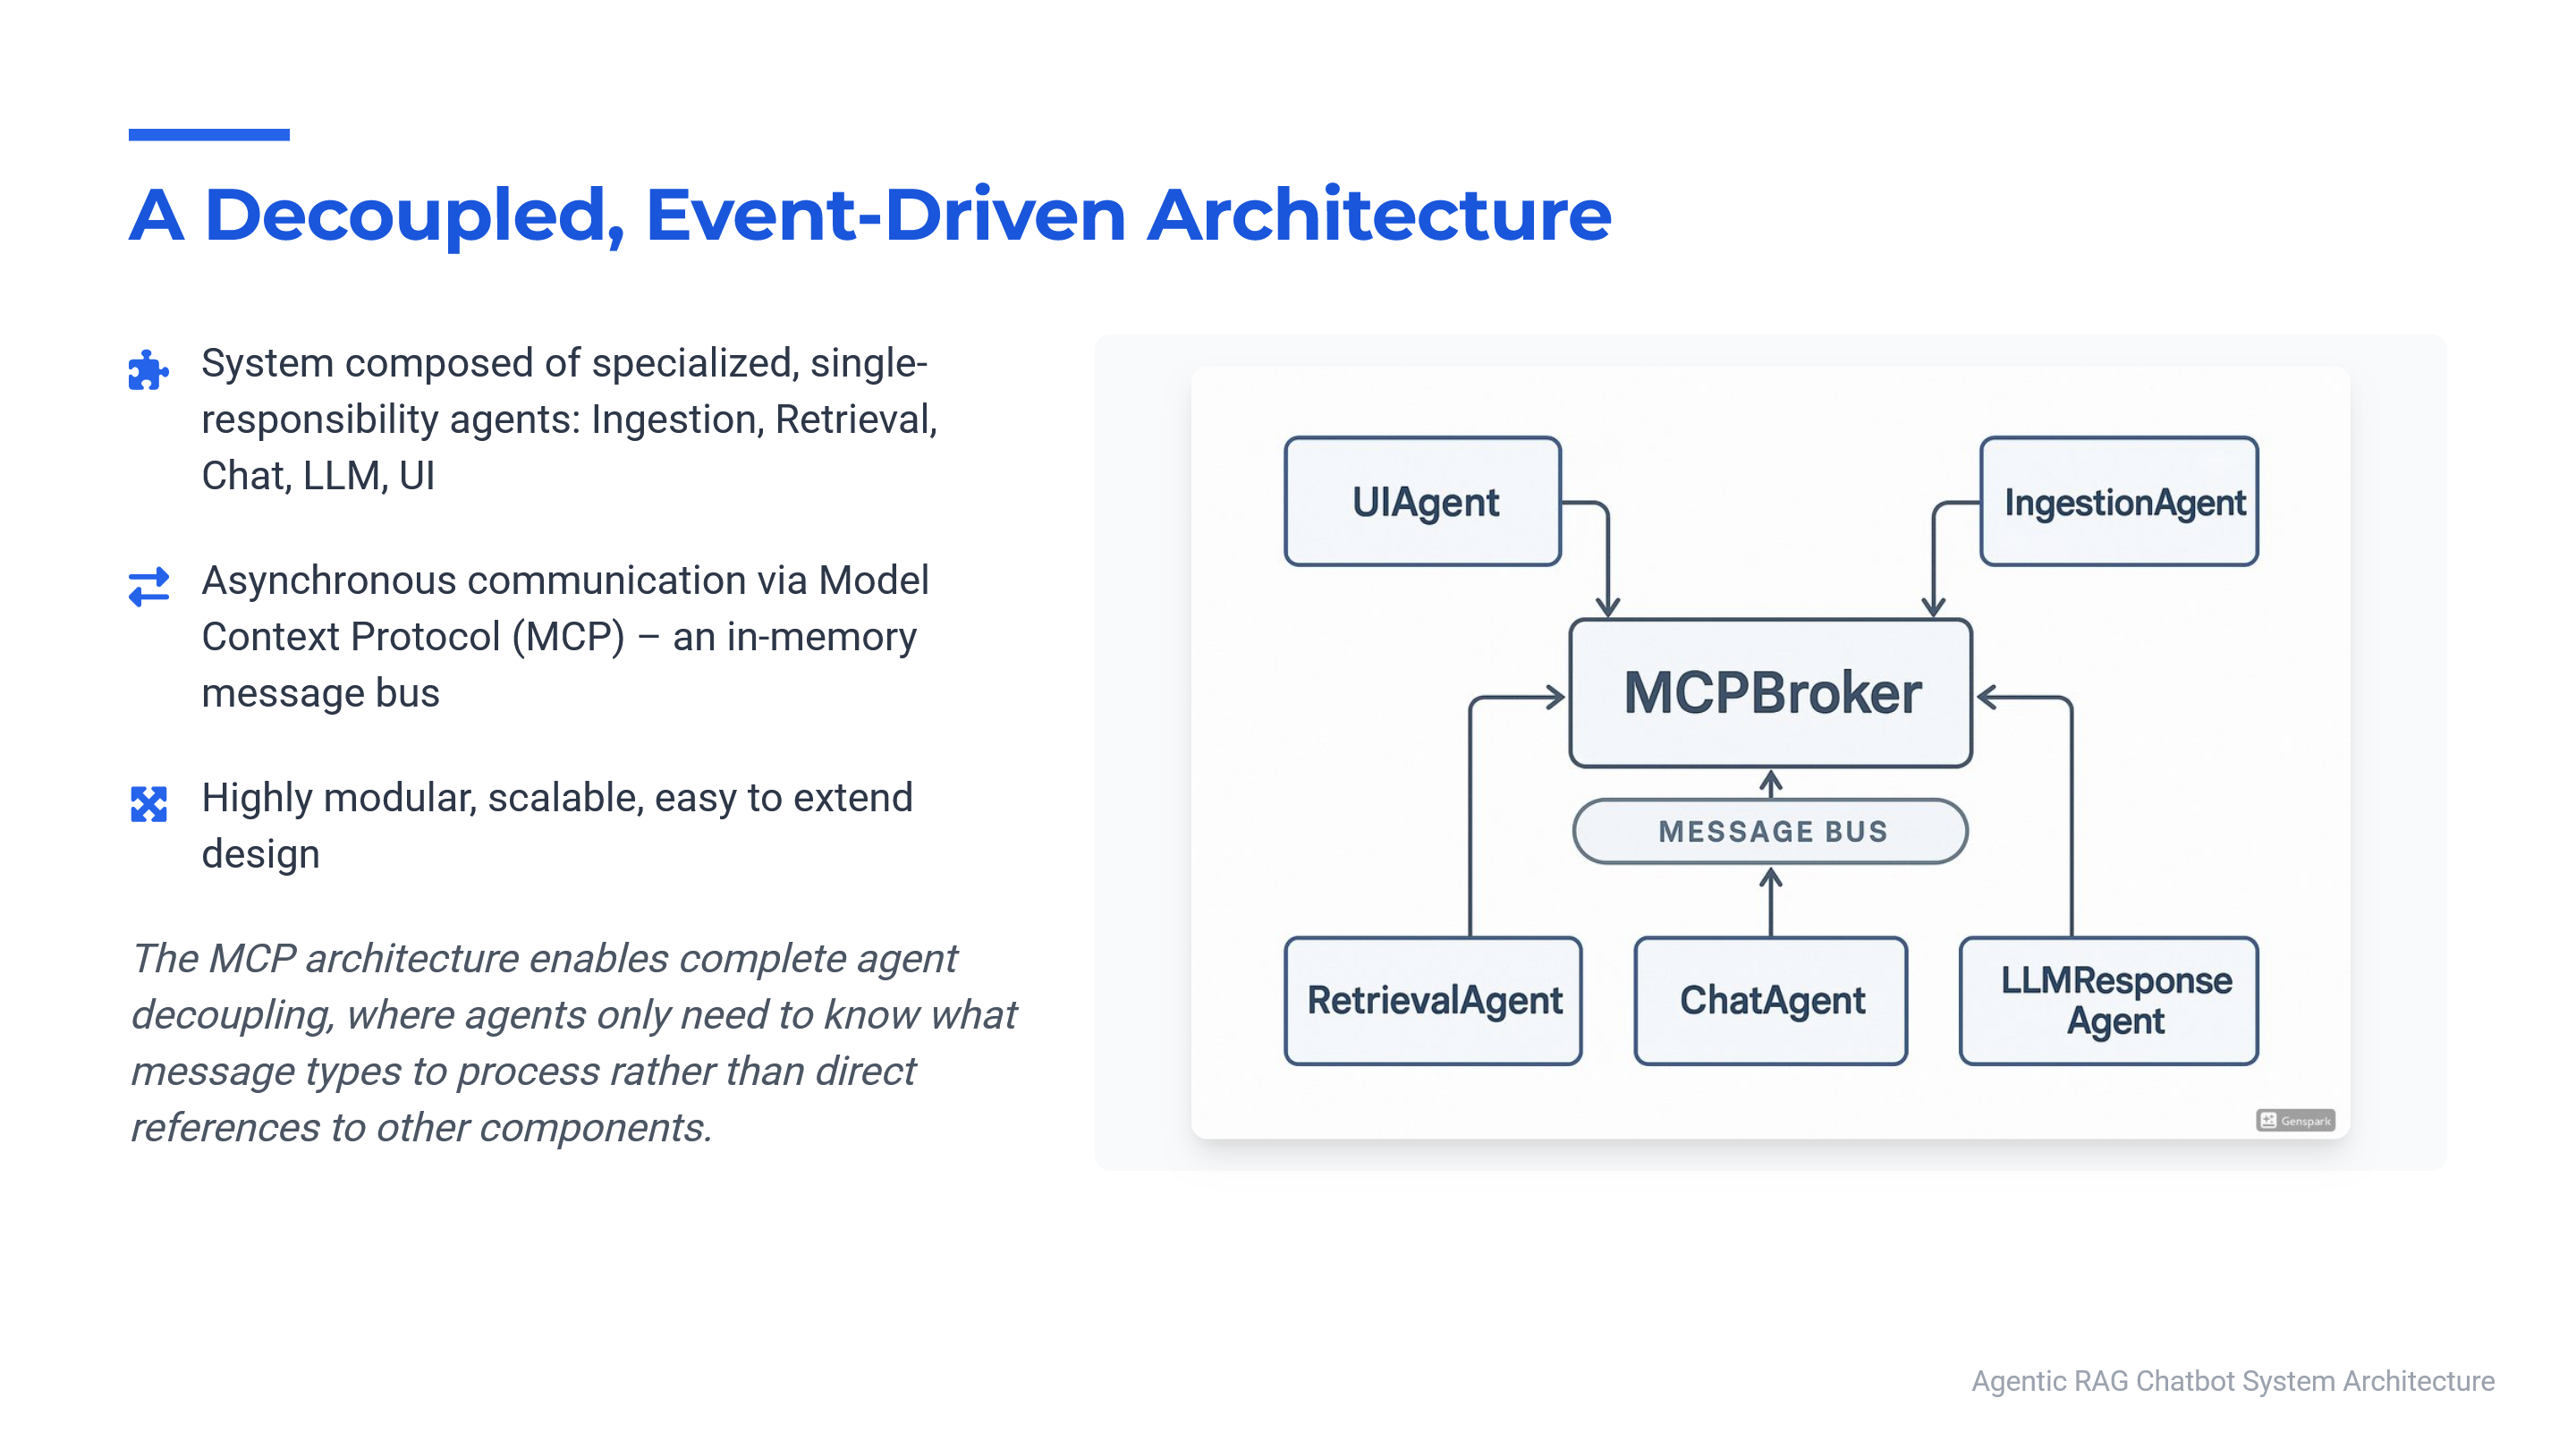 A Decoupled, Event-Driven Architecture
System composed of specialized, single-
responsibility agents: Ingestion, Retrieval,
Chat, LLM, UI
Asynchronous communication via Model
Context Protocol (MCP) – an in-memory
message bus
Highly modular, scalable, easy to extend
design
The MCP architecture enables complete agent
decoupling, where agents only need to know what
message types to process rather than direct
references to other components.
UIAgent
IngestionAgent
MCPBroker
MESSAGE BUS
RetrievalAgent
ChatAgent
LLMResponse
Agent
Genspark
Agentic RAG Chatbot System Architecture